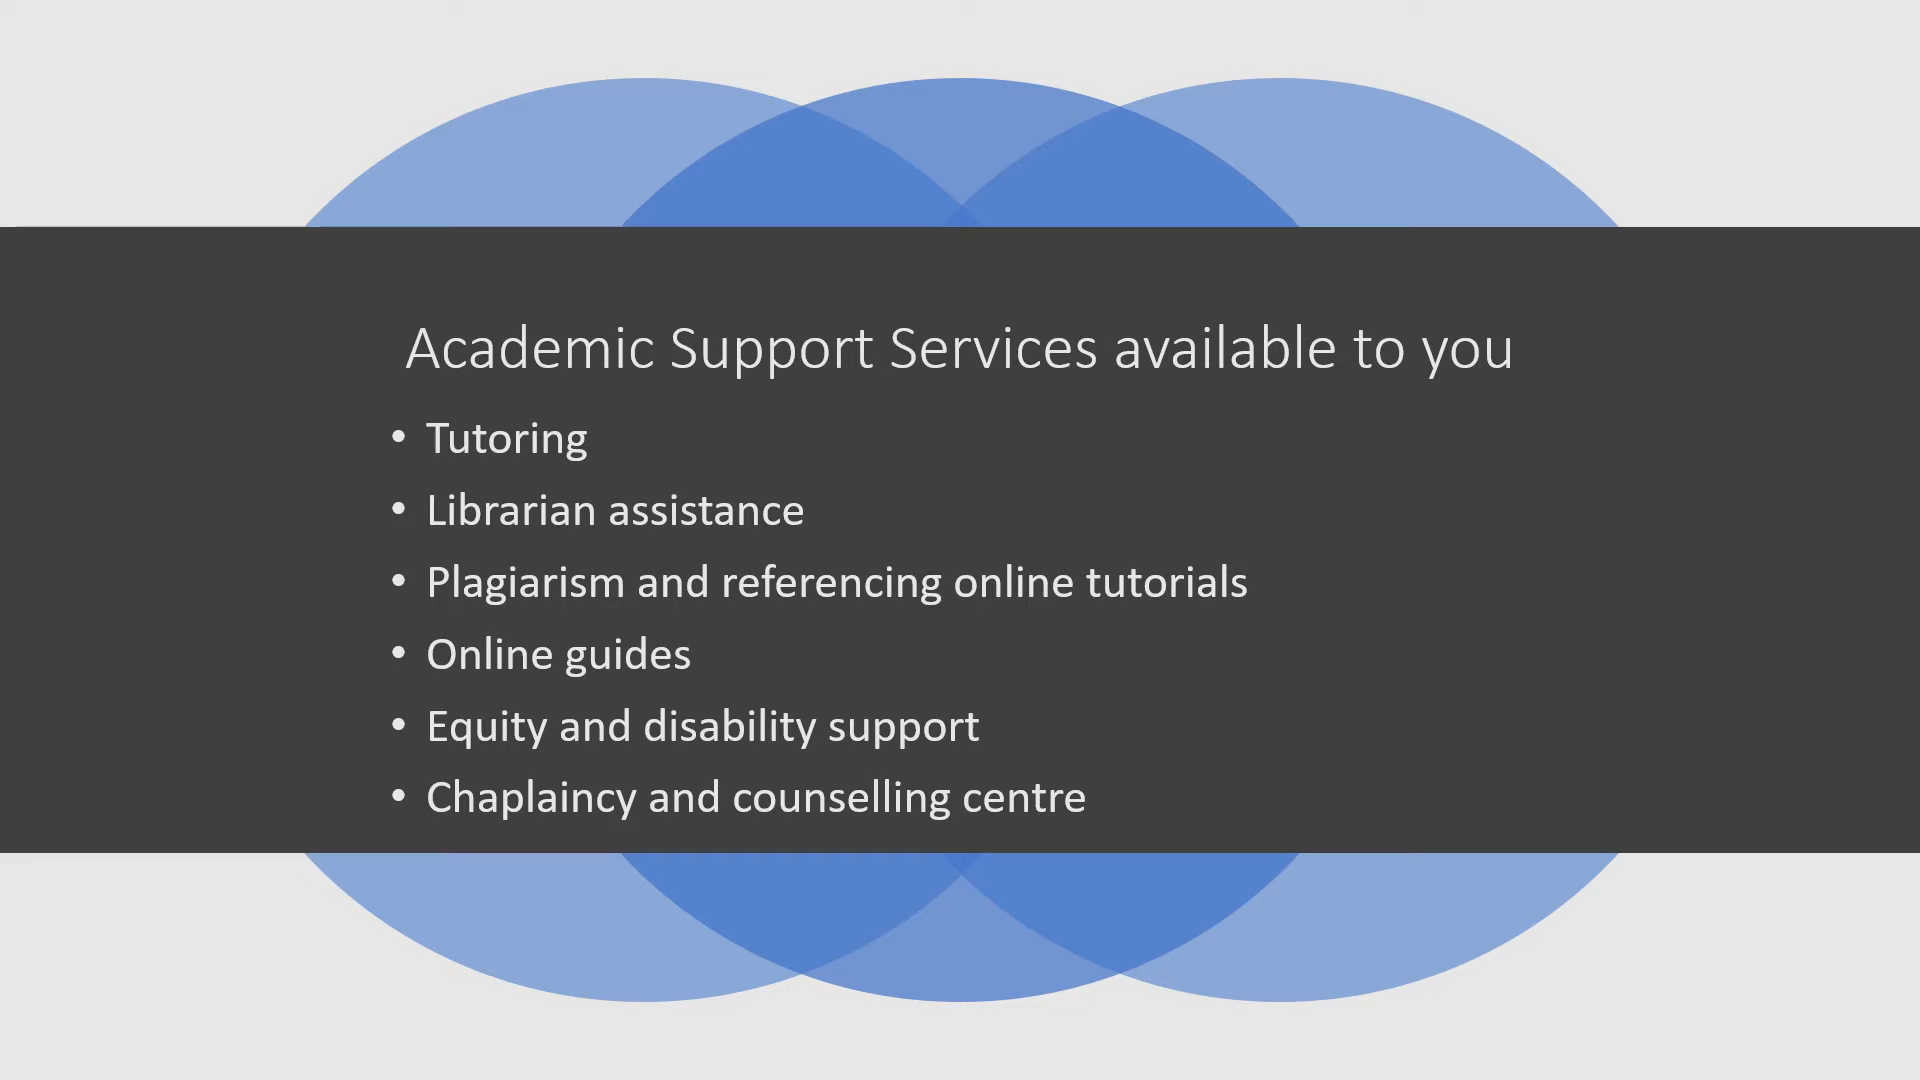 Academic Support Services available to you
• Tutoring
• Librarian assistance
• Plagiarism and referencing online tutorials
• Online guides
• Equity and disability support
• Chaplaincy and counselling centre